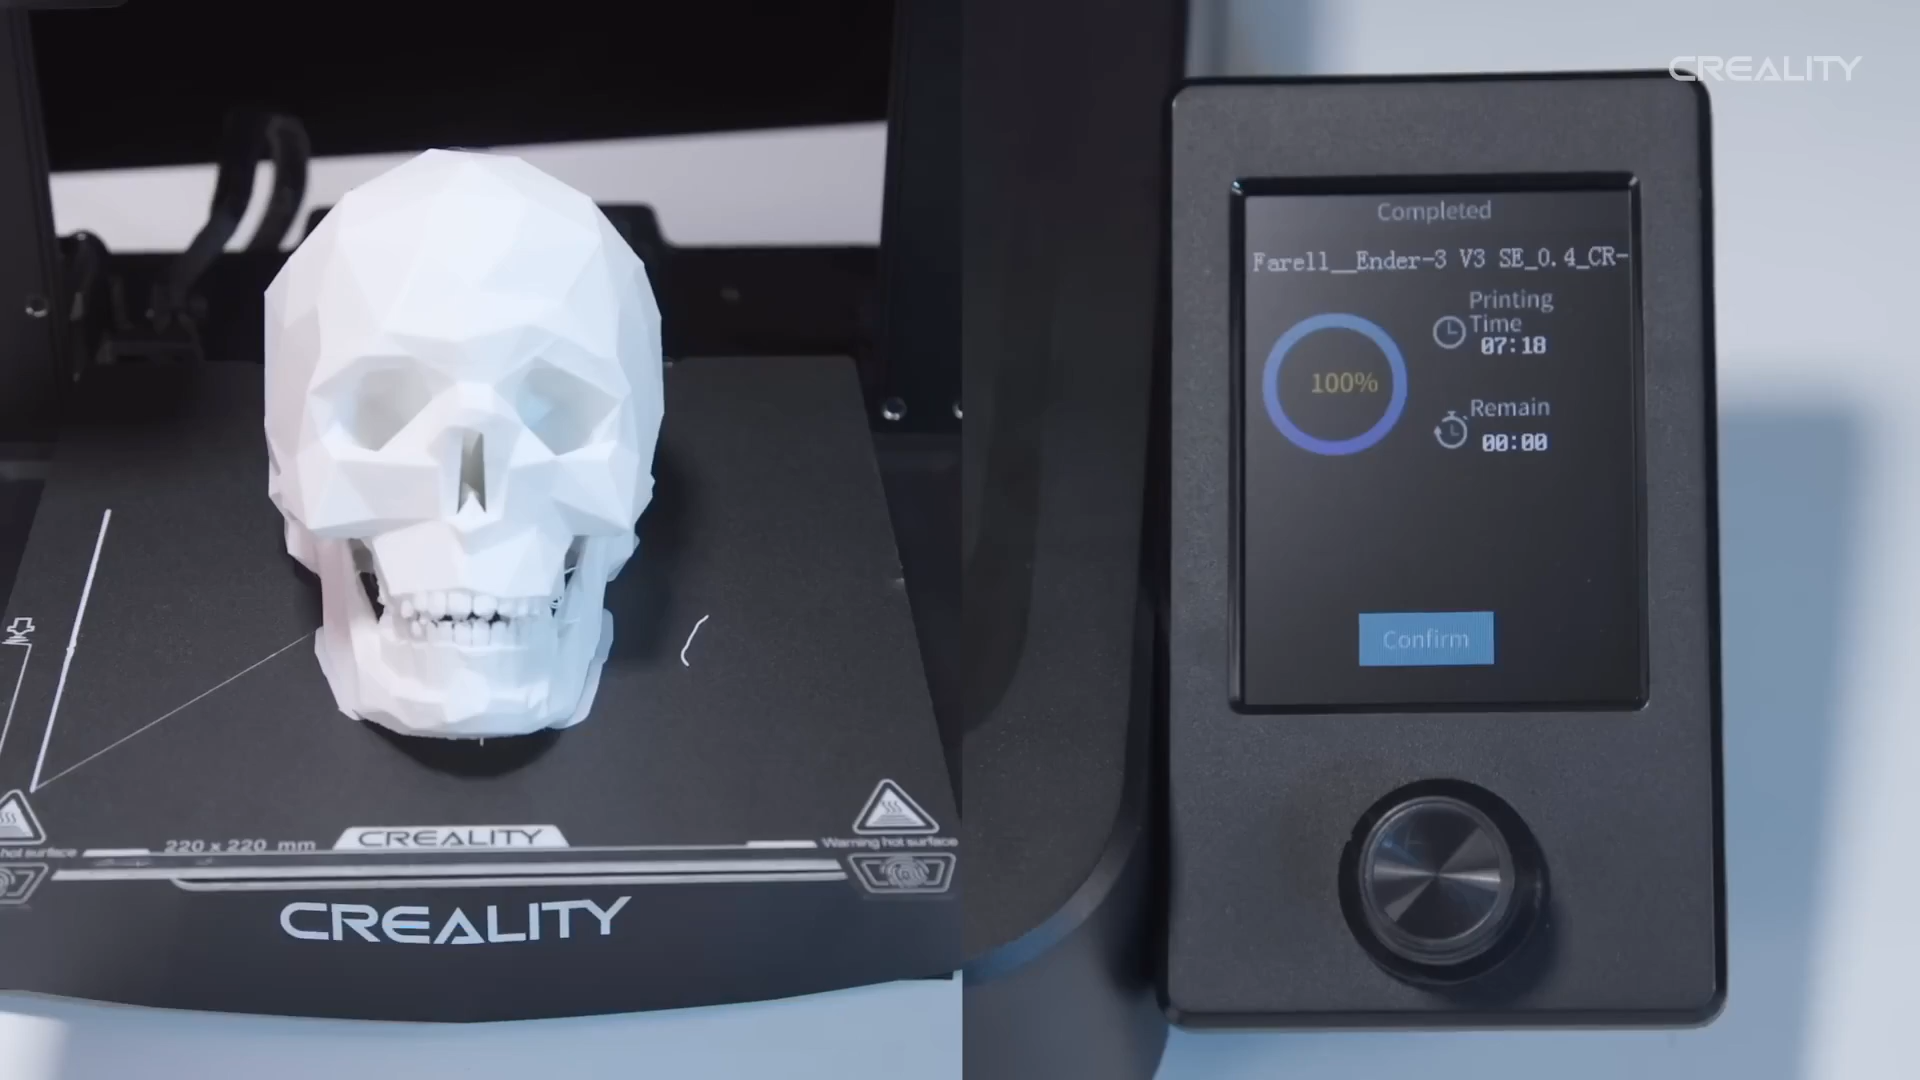 CREALITY
Completed
Farell__Ender-3 V3 SE_0.4_CR-
Printing
Time
07:18
100%
Remain
00:00
Confirm
220 x 220 mm
CREALITY
Warning hot surface
hot surface
CREALITY